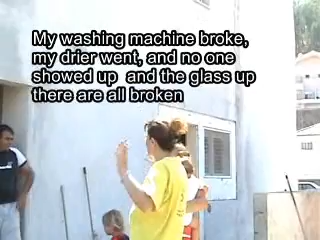 My washing machine broke,
my drier went, and no one
showed up and the glass up
there are all broken